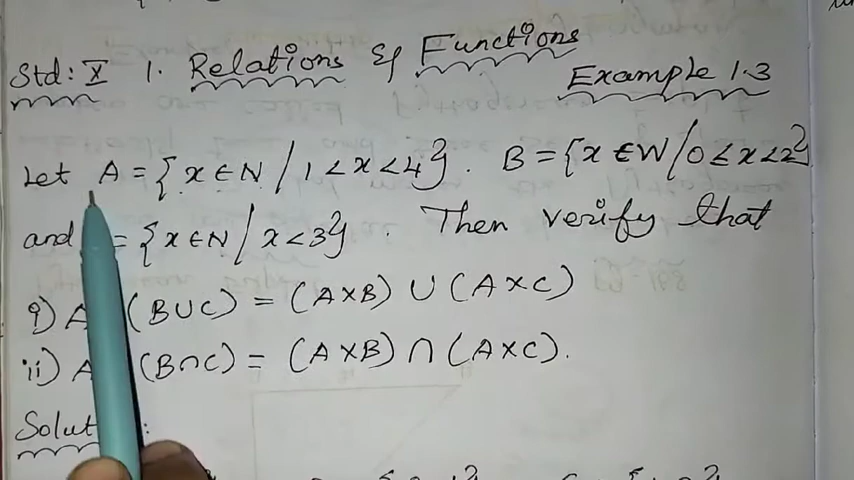 Std: X 1. Relations & Functions
Example 1.3
Let A = {x ∈ N / 1 < x < 4}. B = {x ∈ W / 0 ≤ x < 2}
and = {x ∈ N / x < 3}. Then verify that
i) A (B ∪ C) = (A × B) ∪ (A × C)
ii) A (B ∩ C) = (A × B) ∩ (A × C).
Solut :